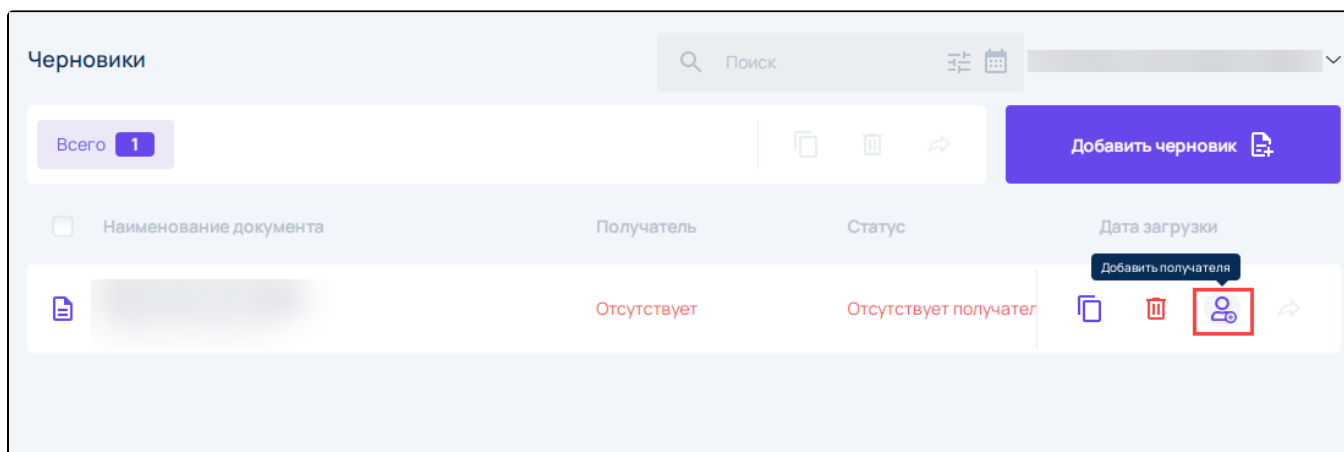 Черновики
Поиск
Всего 1
Добавить черновик
Наименование документа Получатель Статус Дата загрузки
Добавить получателя
Отсутствует Отсутствует получател